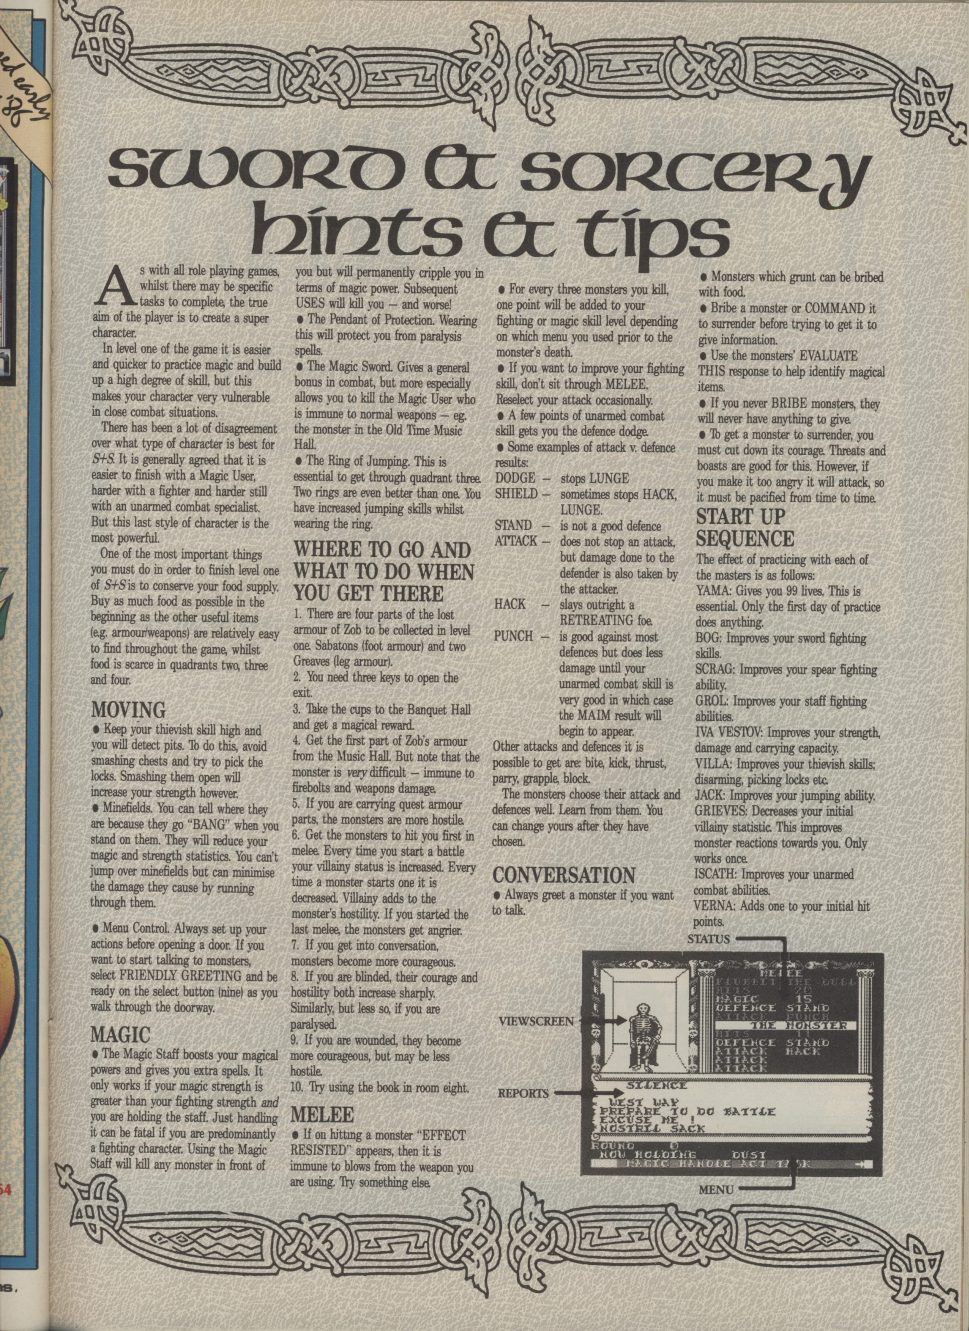 sword & sorcery
hints & tips
As with all role playing games,
whilst there may be specific
tasks to complete, the true
aim of the player is to create a super
character.
In level one of the game it is easier
and quicker to practice magic and build
up a high degree of skill, but this
makes your character very vulnerable
in close combat situations.
There has been a lot of disagreement
over what type of character is best for
S+S. It is generally agreed that it is
easier to finish with a Magic User,
harder with a fighter and harder still
with an unarmed combat specialist.
But this last style of character is the
most powerful.
One of the most important things
you must do in order to finish level one
of S+S is to conserve your food supply.
Buy as much food as possible in the
beginning as the other useful items
(e.g. armour/weapons) are relatively easy
to find throughout the game, whilst
food is scarce in quadrants two, three
and four.
MOVING
● Keep your thievish skill high and
you will detect pits. To do this, avoid
smashing chests and try to pick the
locks. Smashing them open will
increase your strength however.
● Minefields. You can tell where they
are because they go "BANG" when you
stand on them. They will reduce your
magic and strength statistics. You can't
jump over minefields but can minimise
the damage they cause by running
through them.
● Menu Control. Always set up your
actions before opening a door. If you
want to start talking to monsters,
select FRIENDLY GREETING and be
ready on the select button (nine) as you
walk through the doorway.
MAGIC
● The Magic Staff boosts your magical
powers and gives you extra spells. It
only works if your magic strength is
greater than your fighting strength and
you are holding the staff. Just handling
it can be fatal if you are predominantly
a fighting character. Using the Magic
Staff will kill any monster in front of
you but will permanently cripple you in
terms of magic power. Subsequent
USES will kill you — and worse!
● The Pendant of Protection. Wearing
this will protect you from paralysis
spells.
● The Magic Sword. Gives a general
bonus in combat, but more especially
allows you to kill the Magic User who
is immune to normal weapons — eg.
the monster in the Old Time Music
Hall.
● The Ring of Jumping. This is
essential to get through quadrant three.
Two rings are even better than one. You
have increased jumping skills whilst
wearing the ring.
WHERE TO GO AND
WHAT TO DO WHEN
YOU GET THERE
1. There are four parts of the lost
armour of Zob to be collected in level
one. Sabatons (foot armour) and two
Greaves (leg armour).
2. You need three keys to open the
exit.
3. Take the cups to the Banquet Hall
and get a magical reward.
4. Get the first part of Zob's armour
from the Music Hall. But note that the
monster is very difficult — immune to
firebolts and weapons damage.
5. If you are carrying quest armour
parts, the monsters are more hostile.
6. Get the monsters to hit you first in
melee. Every time you start a battle
your villainy status is increased. Every
time a monster starts one it is
decreased. Villainy adds to the
monster's hostility. If you started the
last melee, the monsters get angrier.
7. If you get into conversation,
monsters become more courageous.
8. If you are blinded, their courage and
hostility both increase sharply.
Similarly, but less so, if you are
paralysed.
9. If you are wounded, they become
more courageous, but may be less
hostile.
10. Try using the book in room eight.
MELEE
● If on hitting a monster "EFFECT
RESISTED" appears, then it is
immune to blows from the weapon you
are using. Try something else.
● For every three monsters you kill,
one point will be added to your
fighting or magic skill level depending
on which menu you used prior to the
monster's death.
● If you want to improve your fighting
skill, don't sit through MELEE.
Reselect your attack occasionally.
● A few points of unarmed combat
skill gets you the defence dodge.
● Some examples of attack v. defence
results:
DODGE — stops LUNGE
SHIELD — sometimes stops HACK,
LUNGE.
STAND — is not a good defence
ATTACK — does not stop an attack,
but damage done to the
defender is also taken by
the attacker.
HACK — slays outright a
RETREATING foe.
PUNCH — is good against most
defences but does less
damage until your
unarmed combat skill is
very good in which case
the MAIM result will
begin to appear.
Other attacks and defences it is
possible to get are: bite, kick, thrust,
parry, grapple, block.
The monsters choose their attack and
defences well. Learn from them. You
can change yours after they have
chosen.
CONVERSATION
● Always greet a monster if you want
to talk.
● Monsters which grunt can be bribed
with food.
● Bribe a monster or COMMAND it
to surrender before trying to get it to
give information.
● Use the monsters' EVALUATE
THIS response to help identify magical
items.
● If you never BRIBE monsters, they
will never have anything to give.
● To get a monster to surrender, you
must cut down its courage. Threats and
boasts are good for this. However, if
you make it too angry it will attack, so
it must be pacified from time to time.
START UP
SEQUENCE
The effect of practicing with each of
the masters is as follows:
YAMA: Gives you 99 lives. This is
essential. Only the first day of practice
does anything.
BOG: Improves your sword fighting
skills.
SCRAG: Improves your spear fighting
ability.
GROL: Improves your staff fighting
abilities.
IVA VESTOV: Improves your strength,
damage and carrying capacity.
VILLA: Improves your thievish skills;
disarming, picking locks etc.
JACK: Improves your jumping ability.
GRIEVES: Decreases your initial
villainy statistic. This improves
monster reactions towards you. Only
works once.
ISCATH: Improves your unarmed
combat abilities.
VERNA: Adds one to your initial hit
points.
STATUS
VIEWSCREEN
REPORTS
MENU
MELEE
MAGIC 15
DEFENCE STAND
THE MONSTER
DEFENCE STAND
ATTACK HACK
ATTACK
ATTACK
SILENCE
WEST WAY
PREPARE TO DO BATTLE
EXCUSE ME !
NOSTRIL SACK
ROUND 0
NOW HOLDING DUST
MAGIC HANDLE ACT
early
'86
64